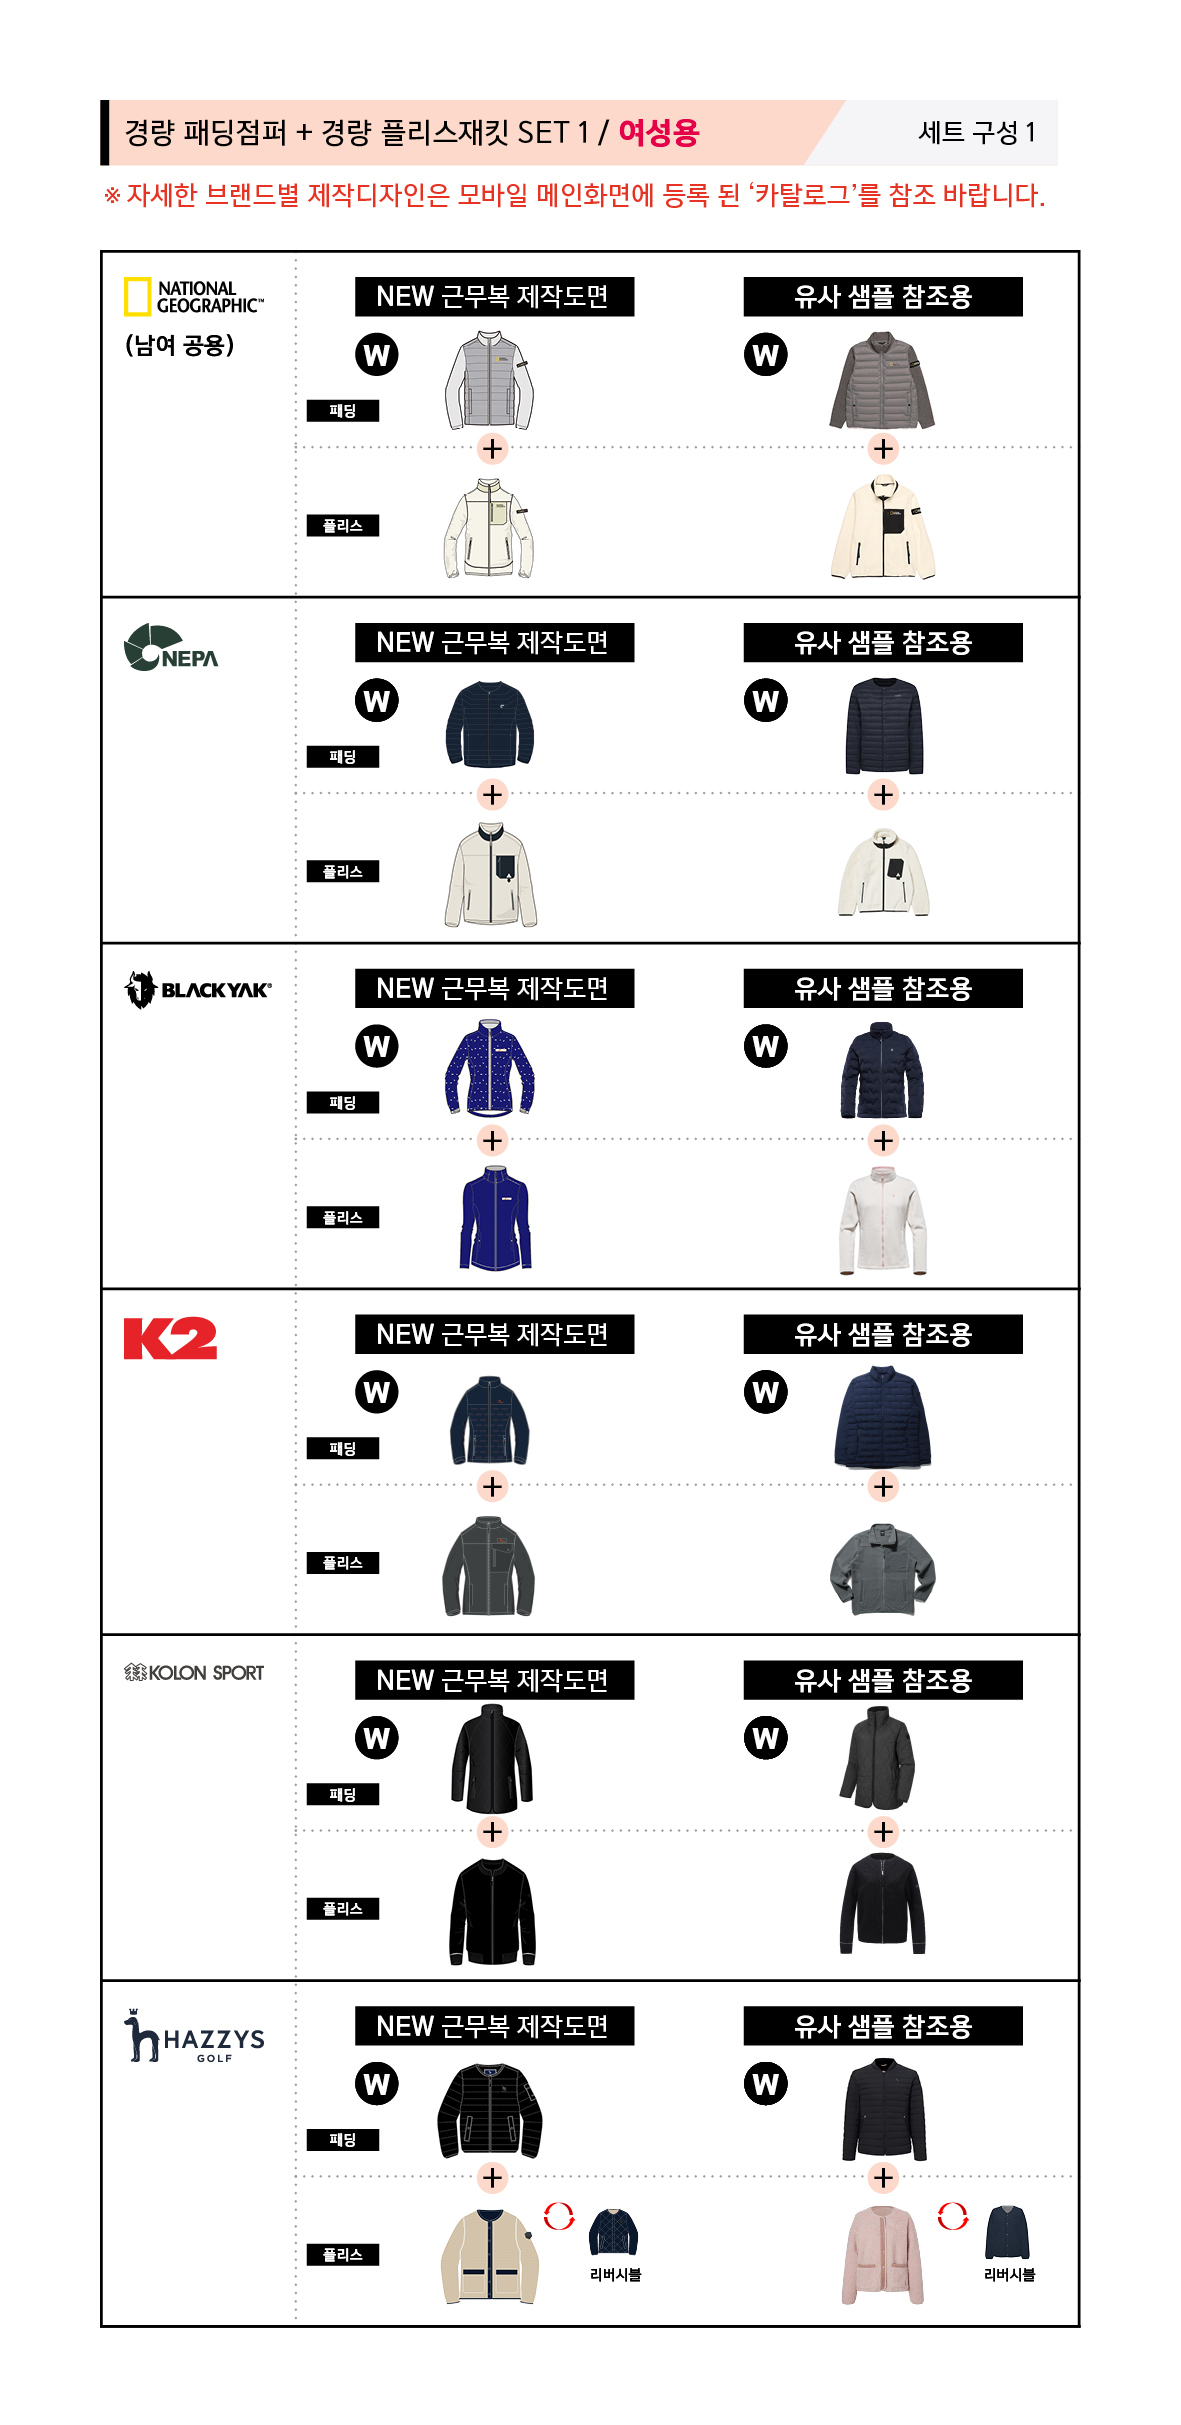 경량 패딩점퍼 + 경량 플리스재킷 SET 1 / 여성용
세트 구성 1
※ 자세한 브랜드별 제작디자인은 모바일 메인화면에 등록 된 ‘카탈로그’를 참조 바랍니다.
NATIONAL
GEOGRAPHIC™
(남여 공용)
NEW 근무복 제작도면
유사 샘플 참조용
W
W
패딩
+
+
플리스
NEPA
NEW 근무복 제작도면
유사 샘플 참조용
W
W
패딩
+
+
플리스
BLACKYAK®
NEW 근무복 제작도면
유사 샘플 참조용
W
W
패딩
+
+
플리스
K2
NEW 근무복 제작도면
유사 샘플 참조용
W
W
패딩
+
+
플리스
KOLON SPORT
NEW 근무복 제작도면
유사 샘플 참조용
W
W
패딩
+
+
플리스
HAZZYS
GOLF
NEW 근무복 제작도면
유사 샘플 참조용
W
W
패딩
+
+
플리스
리버시블
리버시블